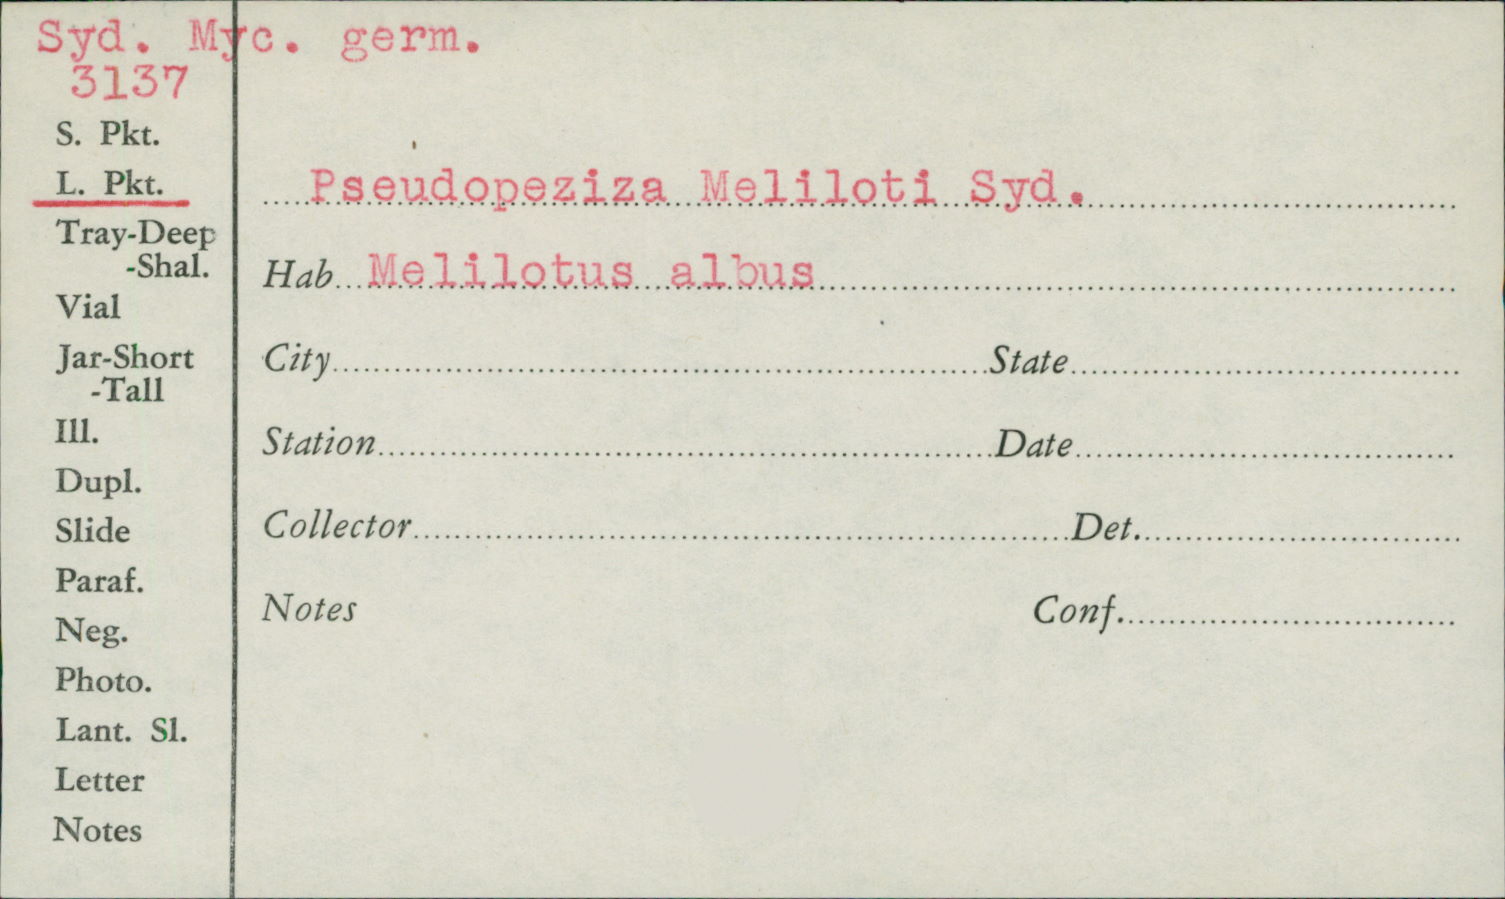 Syd. Myc. germ.
3137
S. Pkt.
L. Pkt.
Tray-Deep
-Shal.
Vial
Jar-Short
-Tall
Ill.
Dupl.
Slide
Paraf.
Neg.
Photo.
Lant. Sl.
Letter
Notes
Pseudopeziza Meliloti Syd.
Hab. Melilotus albus
City State
Station Date
Collector Det.
Notes Conf.